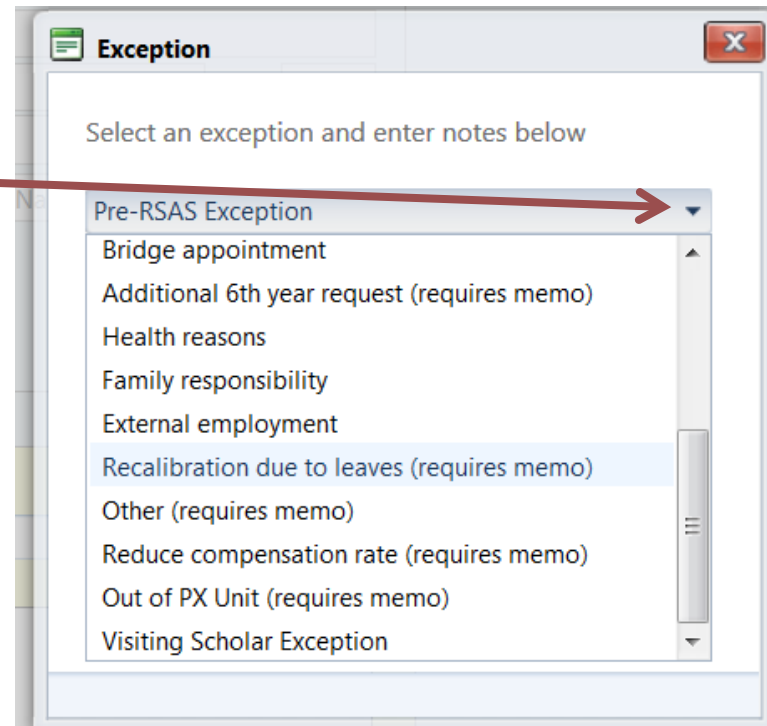 Exception
Select an exception and enter notes below
Na
Pre-RSAS Exception
Bridge appointment
Additional 6th year request (requires memo)
Health reasons
Family responsibility
External employment
Recalibration due to leaves (requires memo)
Other (requires memo)
Reduce compensation rate (requires memo)
Out of PX Unit (requires memo)
Visiting Scholar Exception